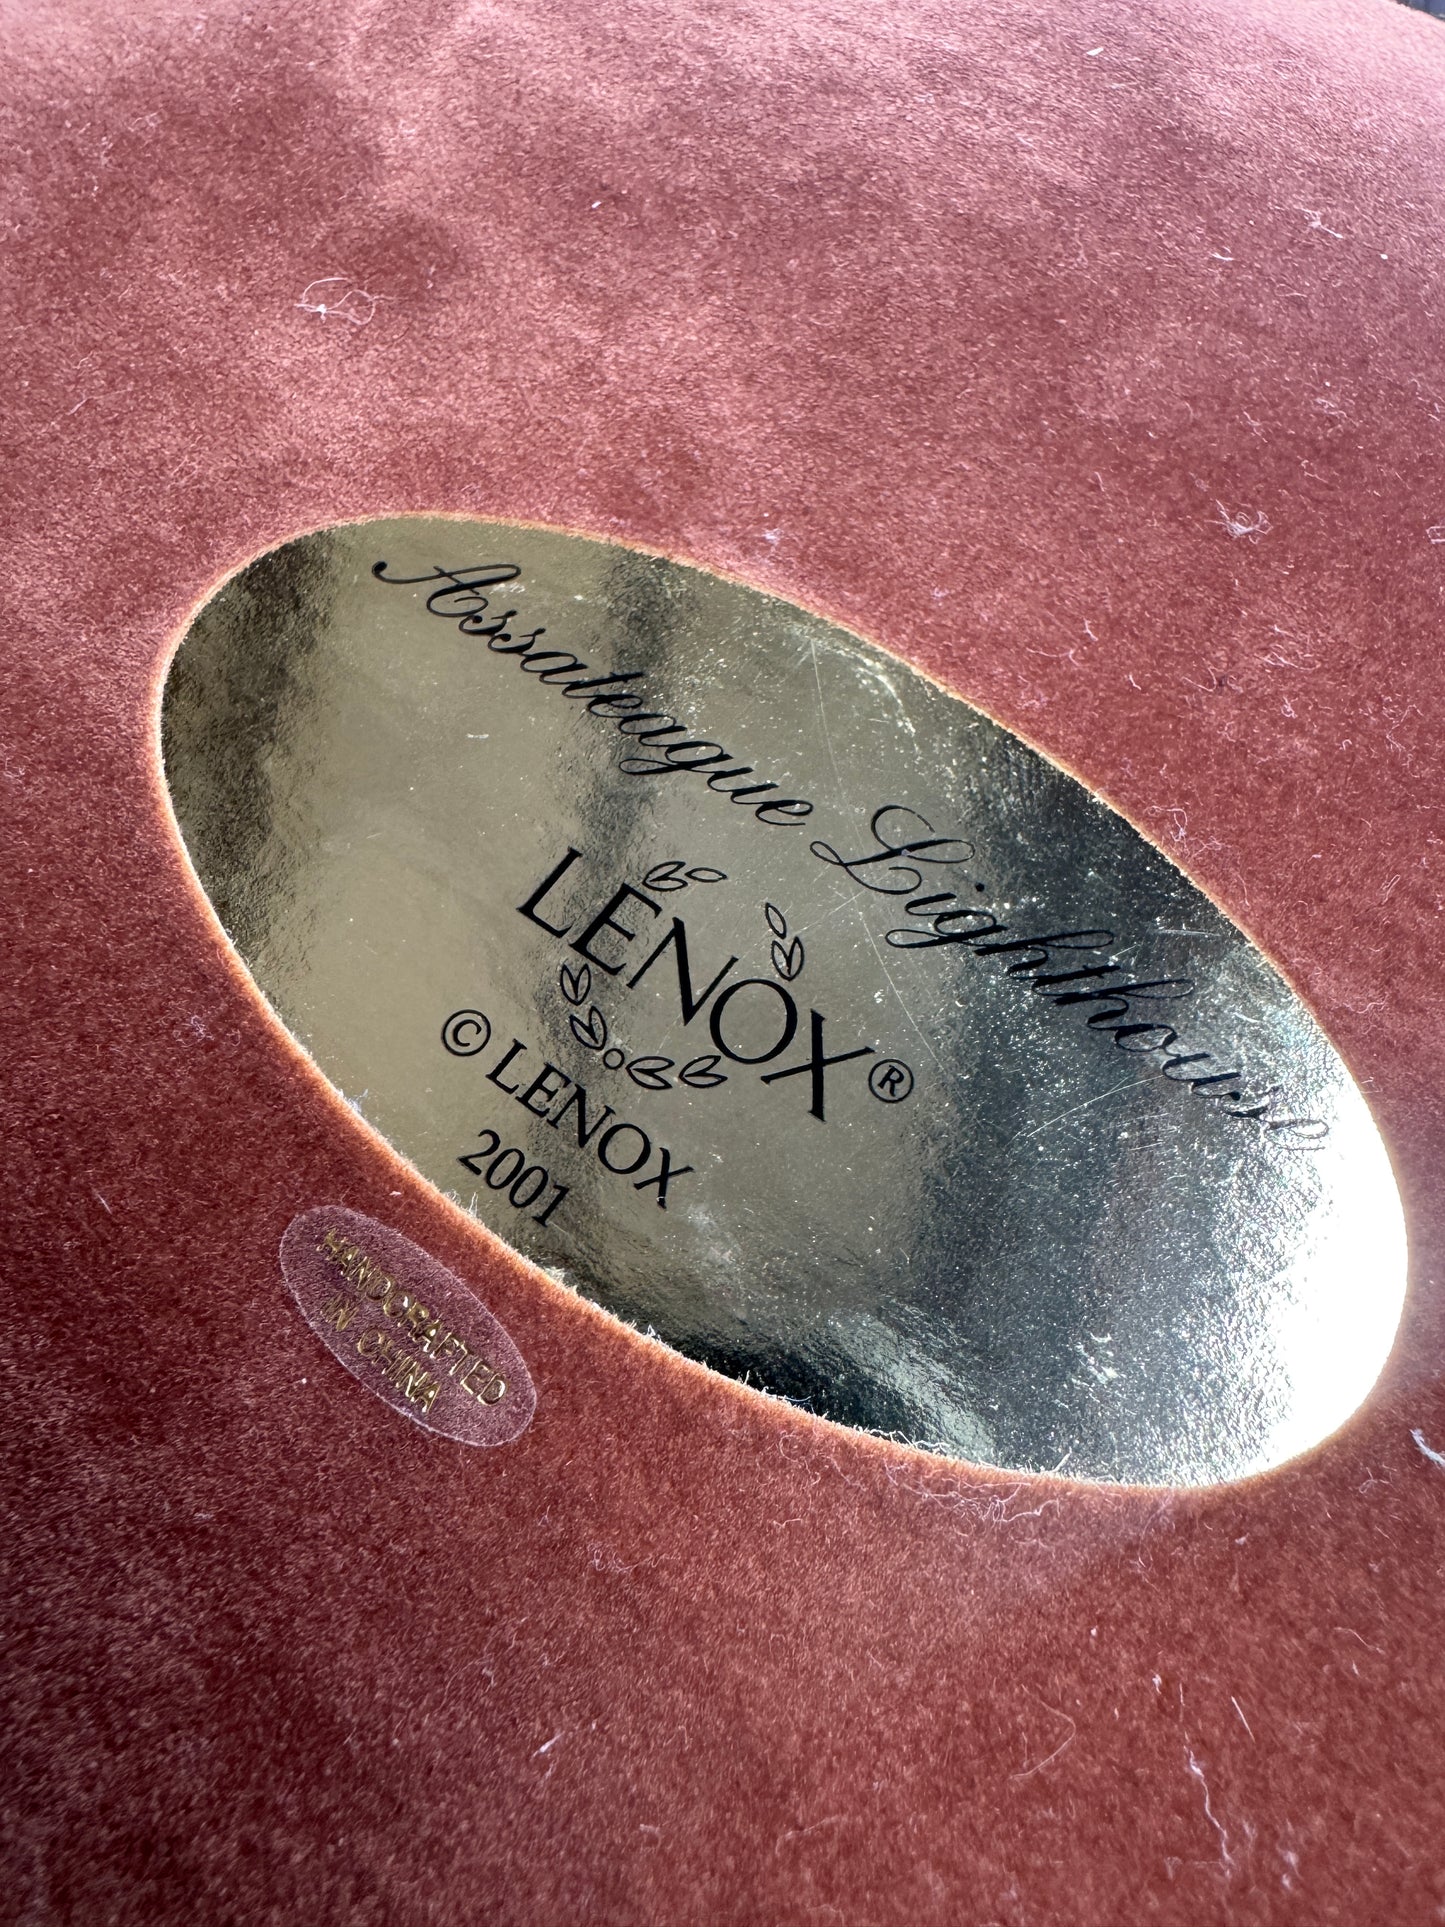 Assateague Lighthouse
LENOX®
© LENOX
2001
HANDCRAFTED
IN CHINA